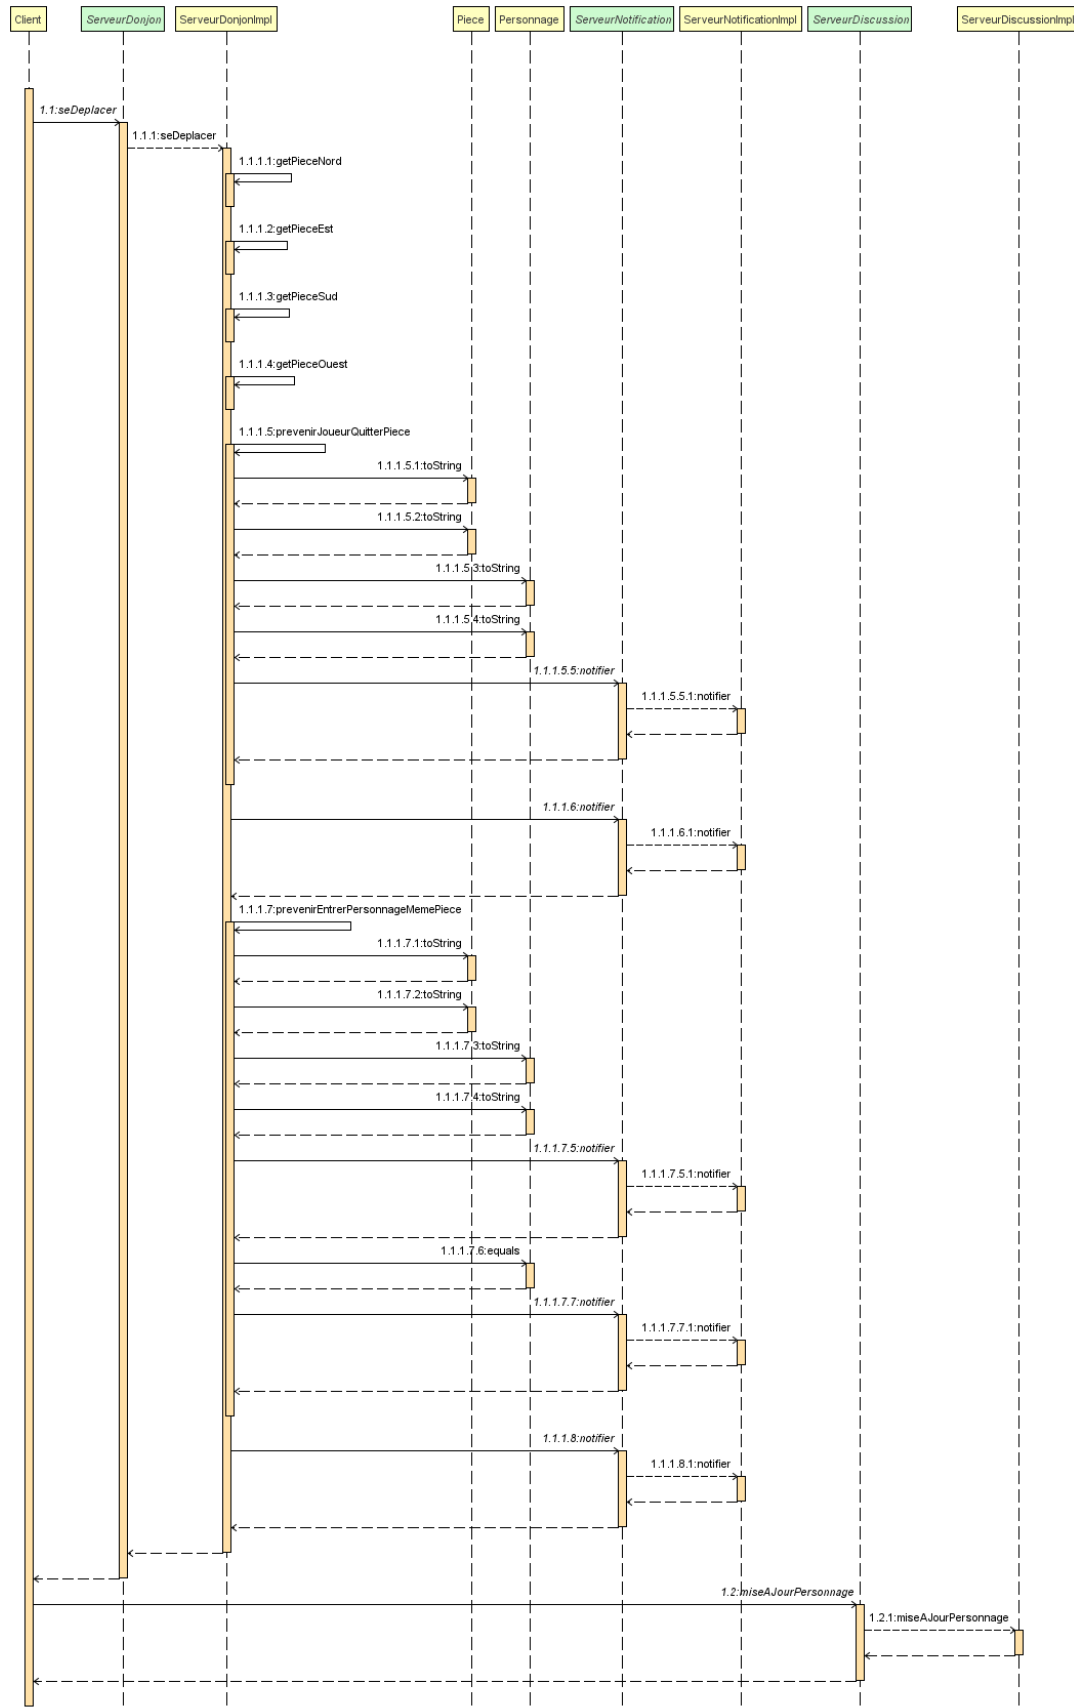 Client
ServeurDonjon
ServeurDonjonImpl
Piece
Personnage
ServeurNotification
ServeurNotificationImpl
ServeurDiscussion
ServeurDiscussionImpl
1.1:seDeplacer
1.1.1:seDeplacer
1.1.1.1:getPieceNord
1.1.1.2:getPieceEst
1.1.1.3:getPieceSud
1.1.1.4:getPieceOuest
1.1.1.5:prevenirJoueurQuitterPiece
1.1.1.5.1:toString
1.1.1.5.2:toString
1.1.1.5.3:toString
1.1.1.5.4:toString
1.1.1.5.5:notifier
1.1.1.5.5.1:notifier
1.1.1.6:notifier
1.1.1.6.1:notifier
1.1.1.7:prevenirEntrerPersonnageMemePiece
1.1.1.7.1:toString
1.1.1.7.2:toString
1.1.1.7.3:toString
1.1.1.7.4:toString
1.1.1.7.5:notifier
1.1.1.7.5.1:notifier
1.1.1.7.6:equals
1.1.1.7.7:notifier
1.1.1.7.7.1:notifier
1.1.1.8:notifier
1.1.1.8.1:notifier
1.2:miseAJourPersonnage
1.2.1:miseAJourPersonnage